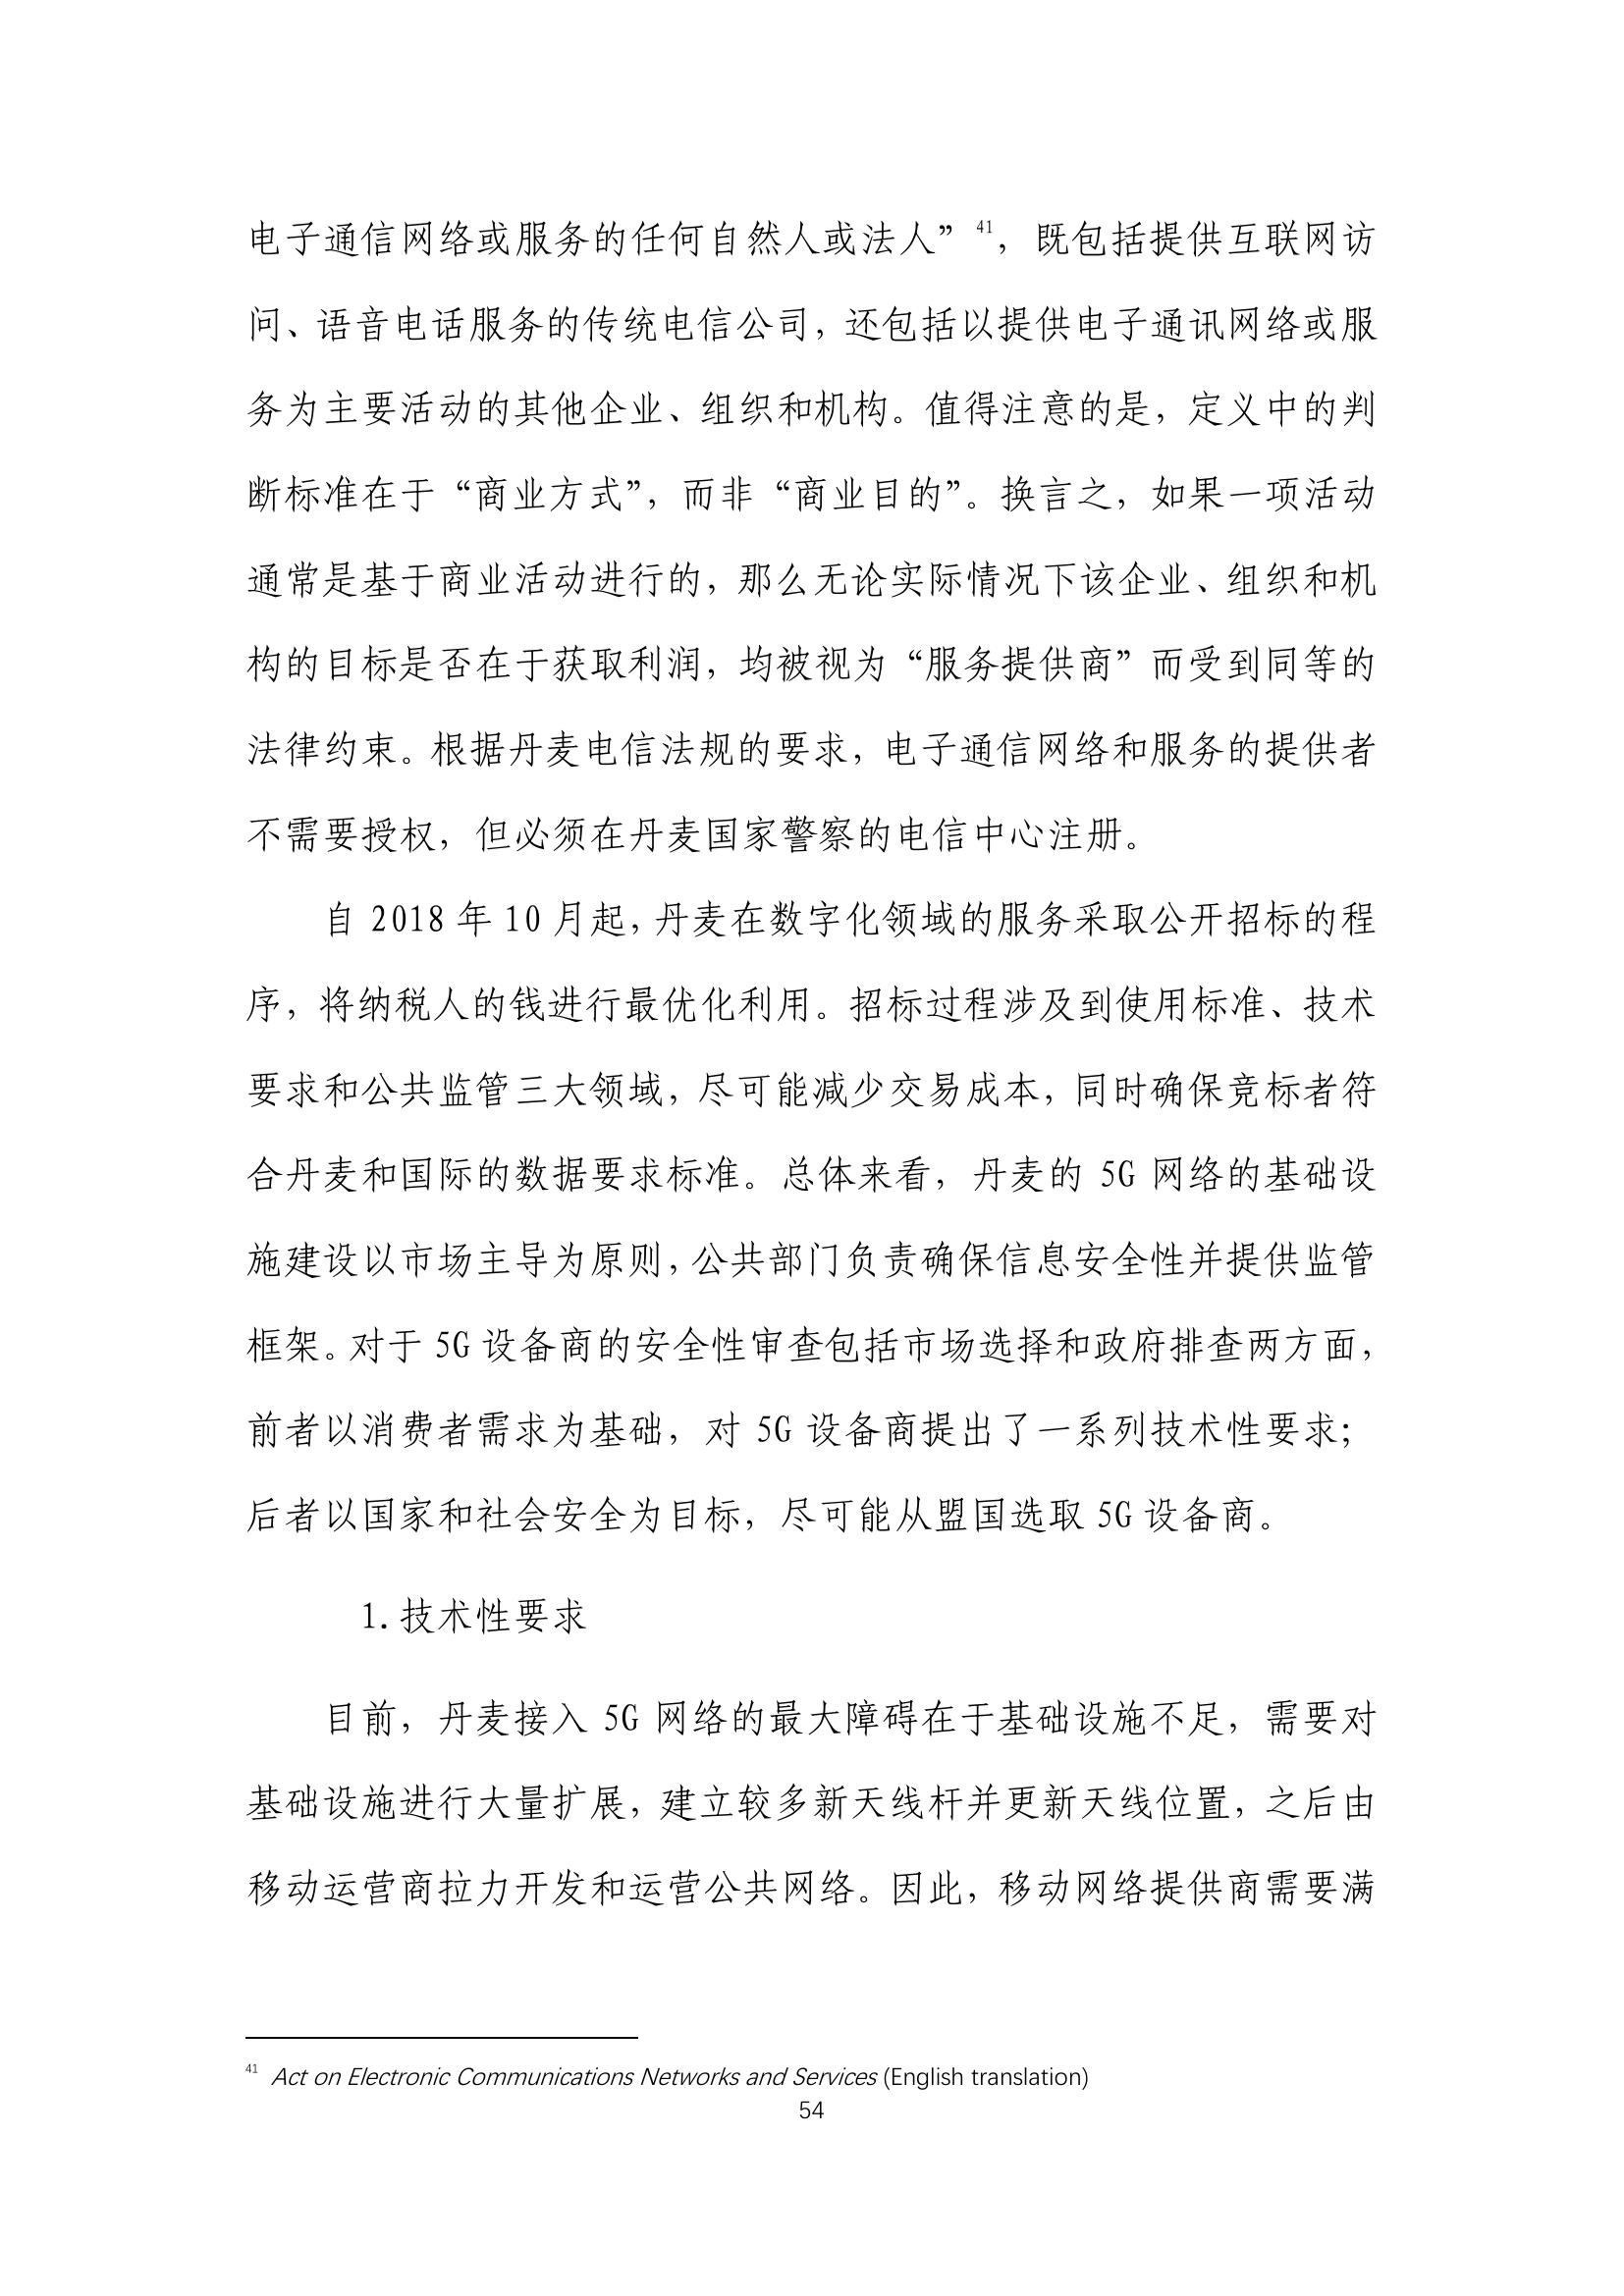 电子通信网络或服务的任何自然人或法人”41，既包括提供互联网访
问、语音电话服务的传统电信公司，还包括以提供电子通讯网络或服
务为主要活动的其他企业、组织和机构。值得注意的是，定义中的判
断标准在于“商业方式”，而非“商业目的”。换言之，如果一项活动
通常是基于商业活动进行的，那么无论实际情况下该企业、组织和机
构的目标是否在于获取利润，均被视为“服务提供商”而受到同等的
法律约束。根据丹麦电信法规的要求，电子通信网络和服务的提供者
不需要授权，但必须在丹麦国家警察的电信中心注册。
自 2018 年 10 月起，丹麦在数字化领域的服务采取公开招标的程
序，将纳税人的钱进行最优化利用。招标过程涉及到使用标准、技术
要求和公共监管三大领域，尽可能减少交易成本，同时确保竞标者符
合丹麦和国际的数据要求标准。总体来看，丹麦的 5G 网络的基础设
施建设以市场主导为原则，公共部门负责确保信息安全性并提供监管
框架。对于 5G 设备商的安全性审查包括市场选择和政府排查两方面，
前者以消费者需求为基础，对 5G 设备商提出了一系列技术性要求；
后者以国家和社会安全为目标，尽可能从盟国选取 5G 设备商。
1.技术性要求
目前，丹麦接入 5G 网络的最大障碍在于基础设施不足，需要对
基础设施进行大量扩展，建立较多新天线杆并更新天线位置，之后由
移动运营商拉力开发和运营公共网络。因此，移动网络提供商需要满
41 Act on Electronic Communications Networks and Services (English translation)
54